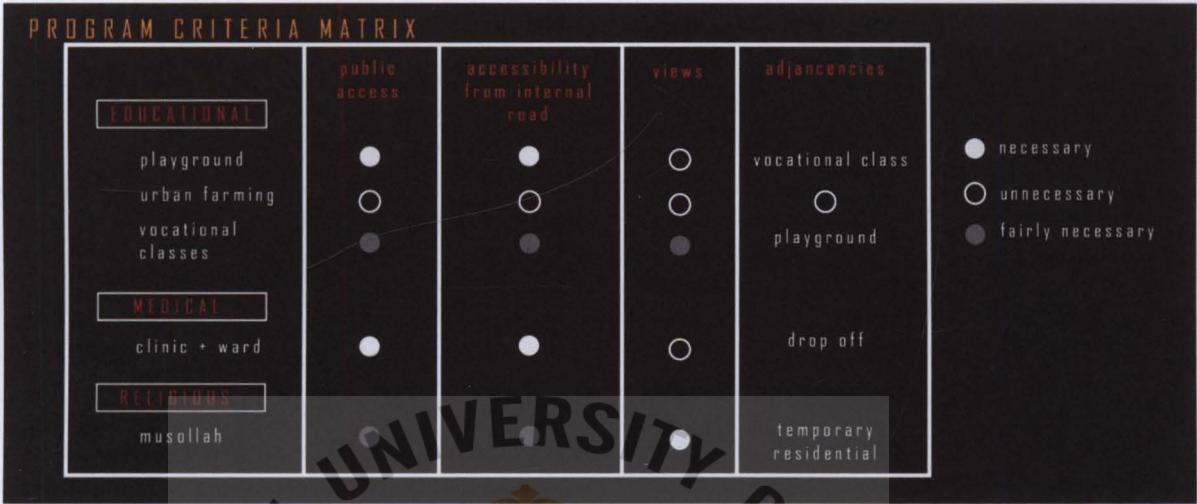 PROGRAM CRITERIA MATRIX
public
access
accessibility
from internal
road
views
adjancencies
EDUCATIONAL
playground
vocational class
urban farming
vocational
classes
playground
MEDICAL
clinic + ward
drop off
RELIGIOUS
musollah
temporary
residential
necessary
unnecessary
fairly necessary
UNIVERSITY